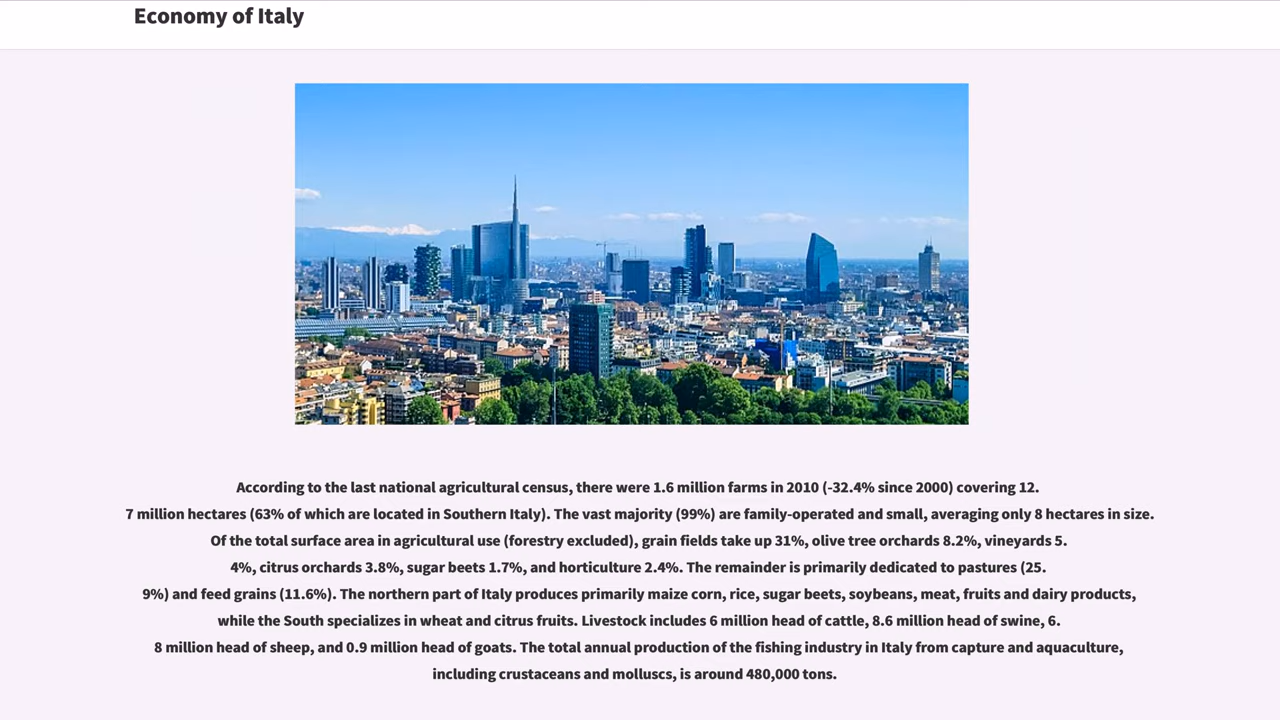 Economy of Italy
According to the last national agricultural census, there were 1.6 million farms in 2010 (-32.4% since 2000) covering 12.
7 million hectares (63% of which are located in Southern Italy). The vast majority (99%) are family-operated and small, averaging only 8 hectares in size.
Of the total surface area in agricultural use (forestry excluded), grain fields take up 31%, olive tree orchards 8.2%, vineyards 5.
4%, citrus orchards 3.8%, sugar beets 1.7%, and horticulture 2.4%. The remainder is primarily dedicated to pastures (25.
9%) and feed grains (11.6%). The northern part of Italy produces primarily maize corn, rice, sugar beets, soybeans, meat, fruits and dairy products,
while the South specializes in wheat and citrus fruits. Livestock includes 6 million head of cattle, 8.6 million head of swine, 6.
8 million head of sheep, and 0.9 million head of goats. The total annual production of the fishing industry in Italy from capture and aquaculture,
including crustaceans and molluscs, is around 480,000 tons.